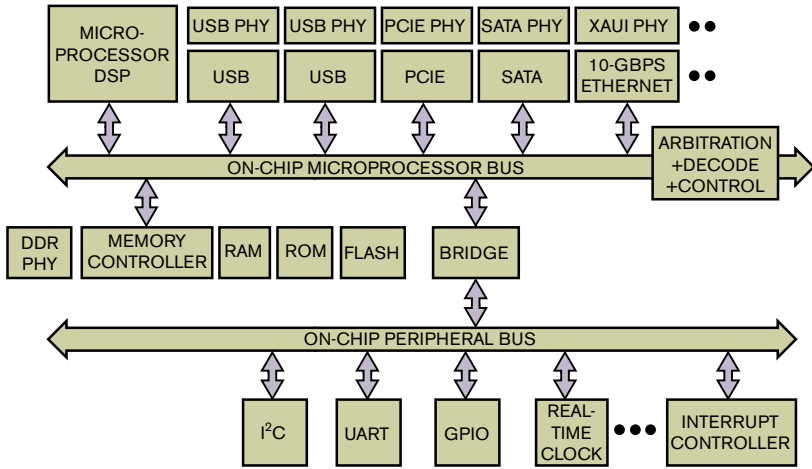 MICRO-
PROCESSOR
DSP
USB PHY
USB PHY
PCIE PHY
SATA PHY
XAUI PHY
USB
USB
PCIE
SATA
10-GBPS
ETHERNET
ON-CHIP MICROPROCESSOR BUS
ARBITRATION
+DECODE
+CONTROL
DDR
PHY
MEMORY
CONTROLLER
RAM
ROM
FLASH
BRIDGE
ON-CHIP PERIPHERAL BUS
I²C
UART
GPIO
REAL-
TIME
CLOCK
INTERRUPT
CONTROLLER